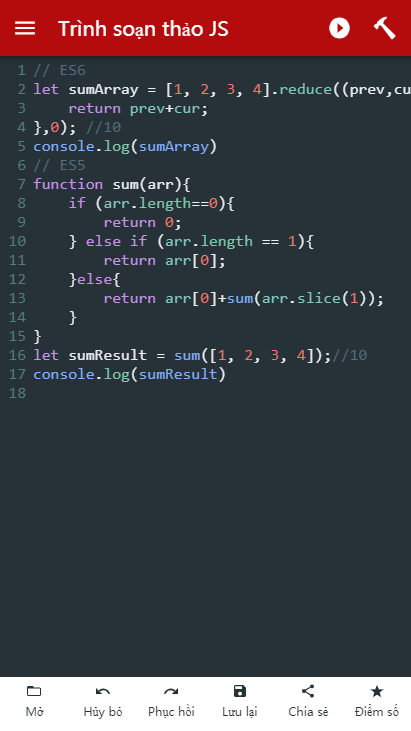 Trình soạn thảo JS
1 // ES6
2 let sumArray = [1, 2, 3, 4].reduce((prev,cu
3     return prev+cur;
4 },0); //10
5 console.log(sumArray)
6 // ES5
7 function sum(arr){
8     if (arr.length==0){
9         return 0;
10     } else if (arr.length == 1){
11         return arr[0];
12     }else{
13         return arr[0]+sum(arr.slice(1));
14     }
15 }
16 let sumResult = sum([1, 2, 3, 4]);//10
17 console.log(sumResult)
18
Mở Hủy bỏ Phục hồi Lưu lại Chia sẻ Điểm số